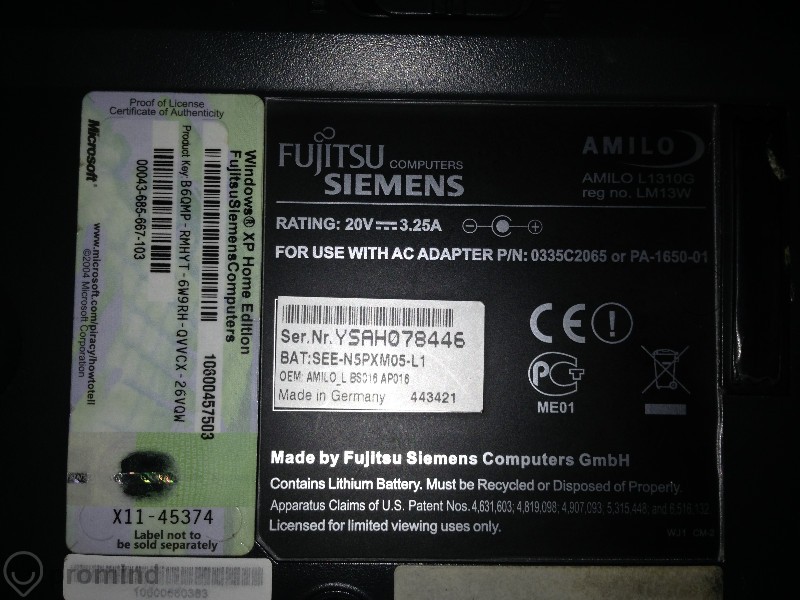 Proof of License
Certificate of Authenticity
Microsoft®
Windows® XP Home Edition
FujitsuSiemensComputers
10600457503
Product Key: B6QMP-RMHYT-6W9RH-QVVCX-26VQW
00043-685-667-103
www.microsoft.com/piracy/howtotell
©2004 Microsoft Corporation
X11-45374
Label not to
be sold separately
10600660383
promind
FUJITSU COMPUTERS
SIEMENS
AMILO
AMILO L1310G
reg no. LM13W
RATING: 20V 3.25A
FOR USE WITH AC ADAPTER P/N: 0335C2065 or PA-1650-01
Ser.Nr. YSAH078446
BAT:SEE-N5PXM05-L1
OEM: AMILO_L BS016 AP016
Made in Germany 443421
CE
PCT
ME01
Made by Fujitsu Siemens Computers GmbH
Contains Lithium Battery. Must be Recycled or Disposed of Properly.
Apparatus Claims of U.S. Patent Nos. 4,631,603; 4,819,098; 4,907,093; 5,315,448; and 6,516,132.
Licensed for limited viewing uses only.